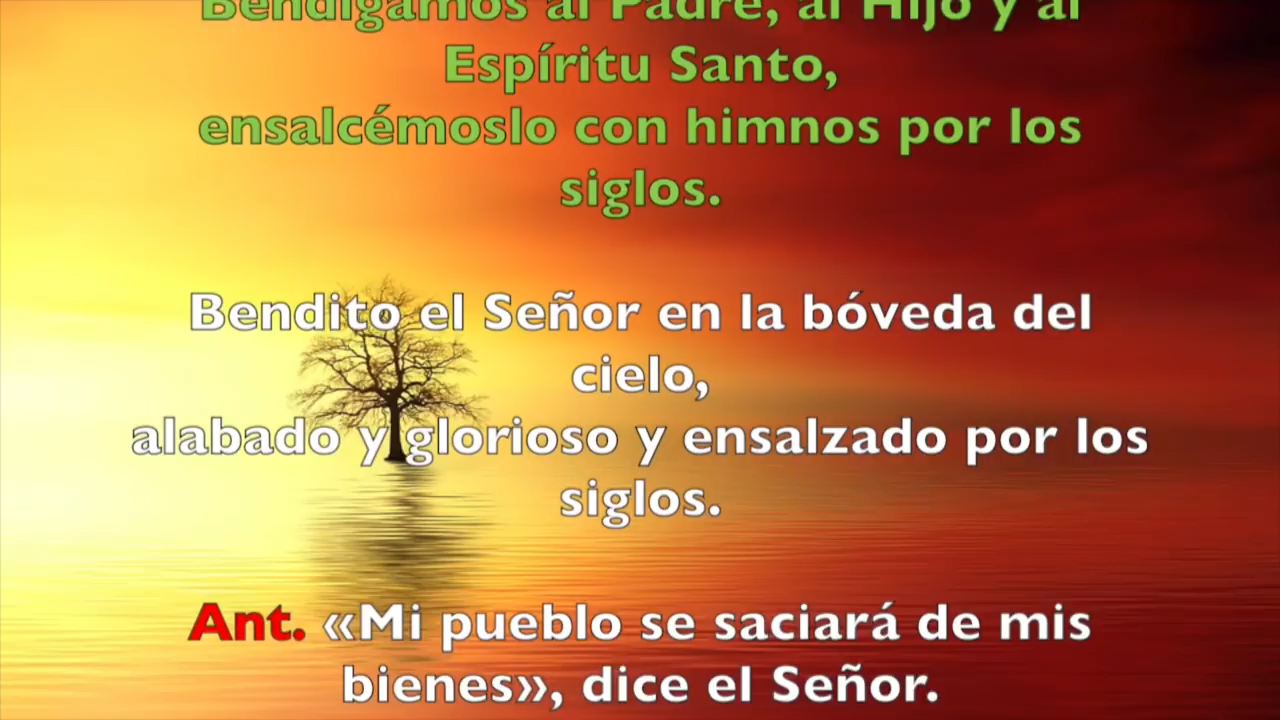 Bendigamos al Padre, al Hijo y al
Espíritu Santo,
ensalcémoslo con himnos por los
siglos.
Bendito el Señor en la bóveda del
cielo,
alabado y glorioso y ensalzado por los
siglos.
Ant. «Mi pueblo se saciará de mis
bienes», dice el Señor.